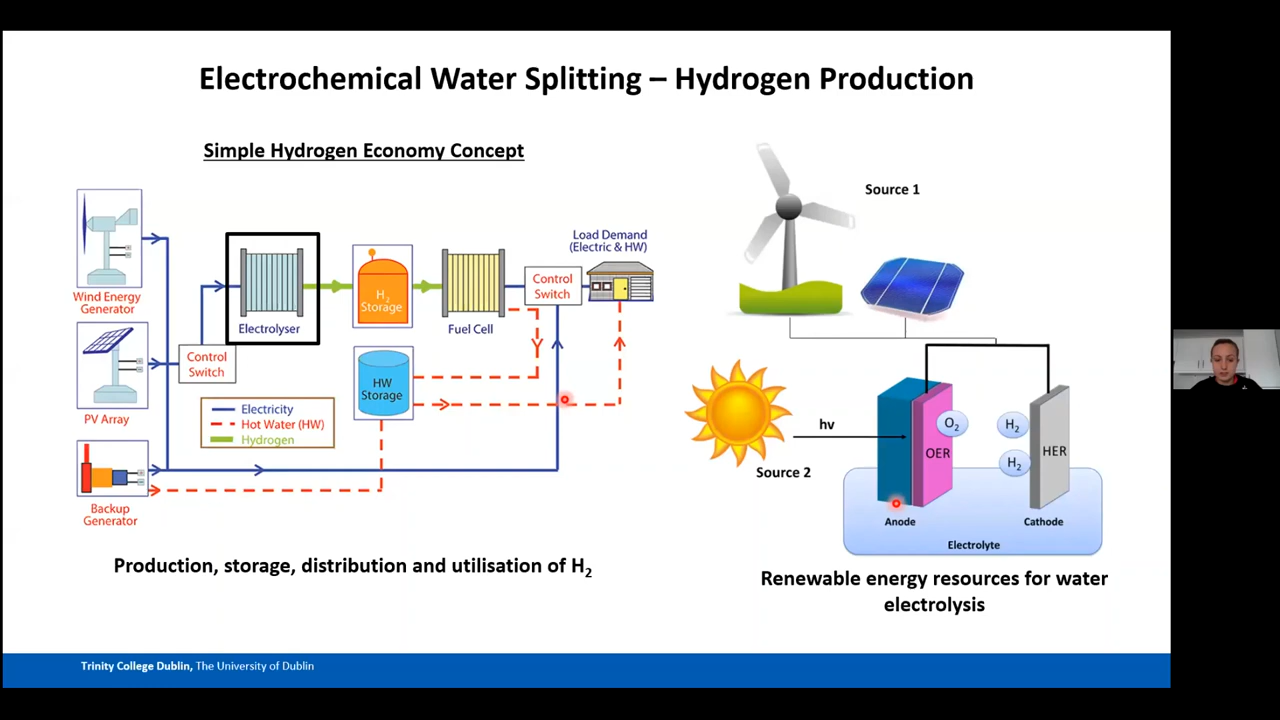 Electrochemical Water Splitting – Hydrogen Production
Simple Hydrogen Economy Concept
Wind Energy
Generator
PV Array
Backup
Generator
Control
Switch
Electrolyser
H2
Storage
HW
Storage
Fuel Cell
Control
Switch
Load Demand
(Electric & HW)
Electricity
Hot Water (HW)
Hydrogen
Production, storage, distribution and utilisation of H2
Source 1
Source 2
hv
OER
O2
H2
H2
HER
Anode
Cathode
Electrolyte
Renewable energy resources for water
electrolysis
Trinity College Dublin, The University of Dublin